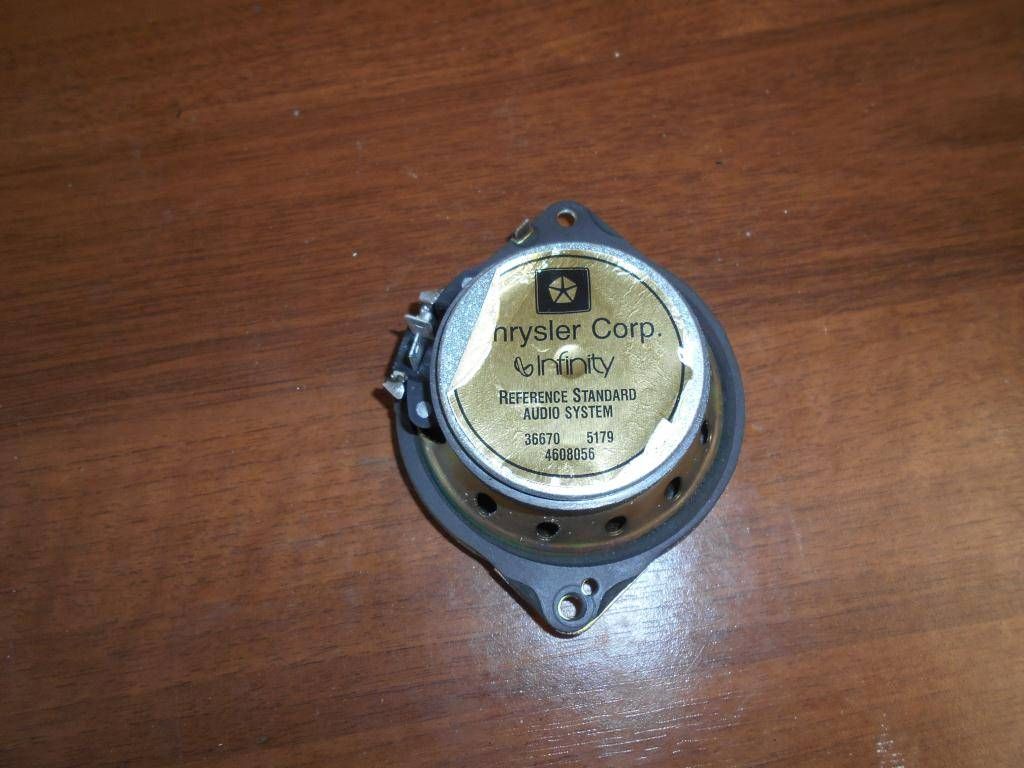 hrysler Corp.
Infinity
REFERENCE STANDARD
AUDIO SYSTEM
36670 5179
4608056